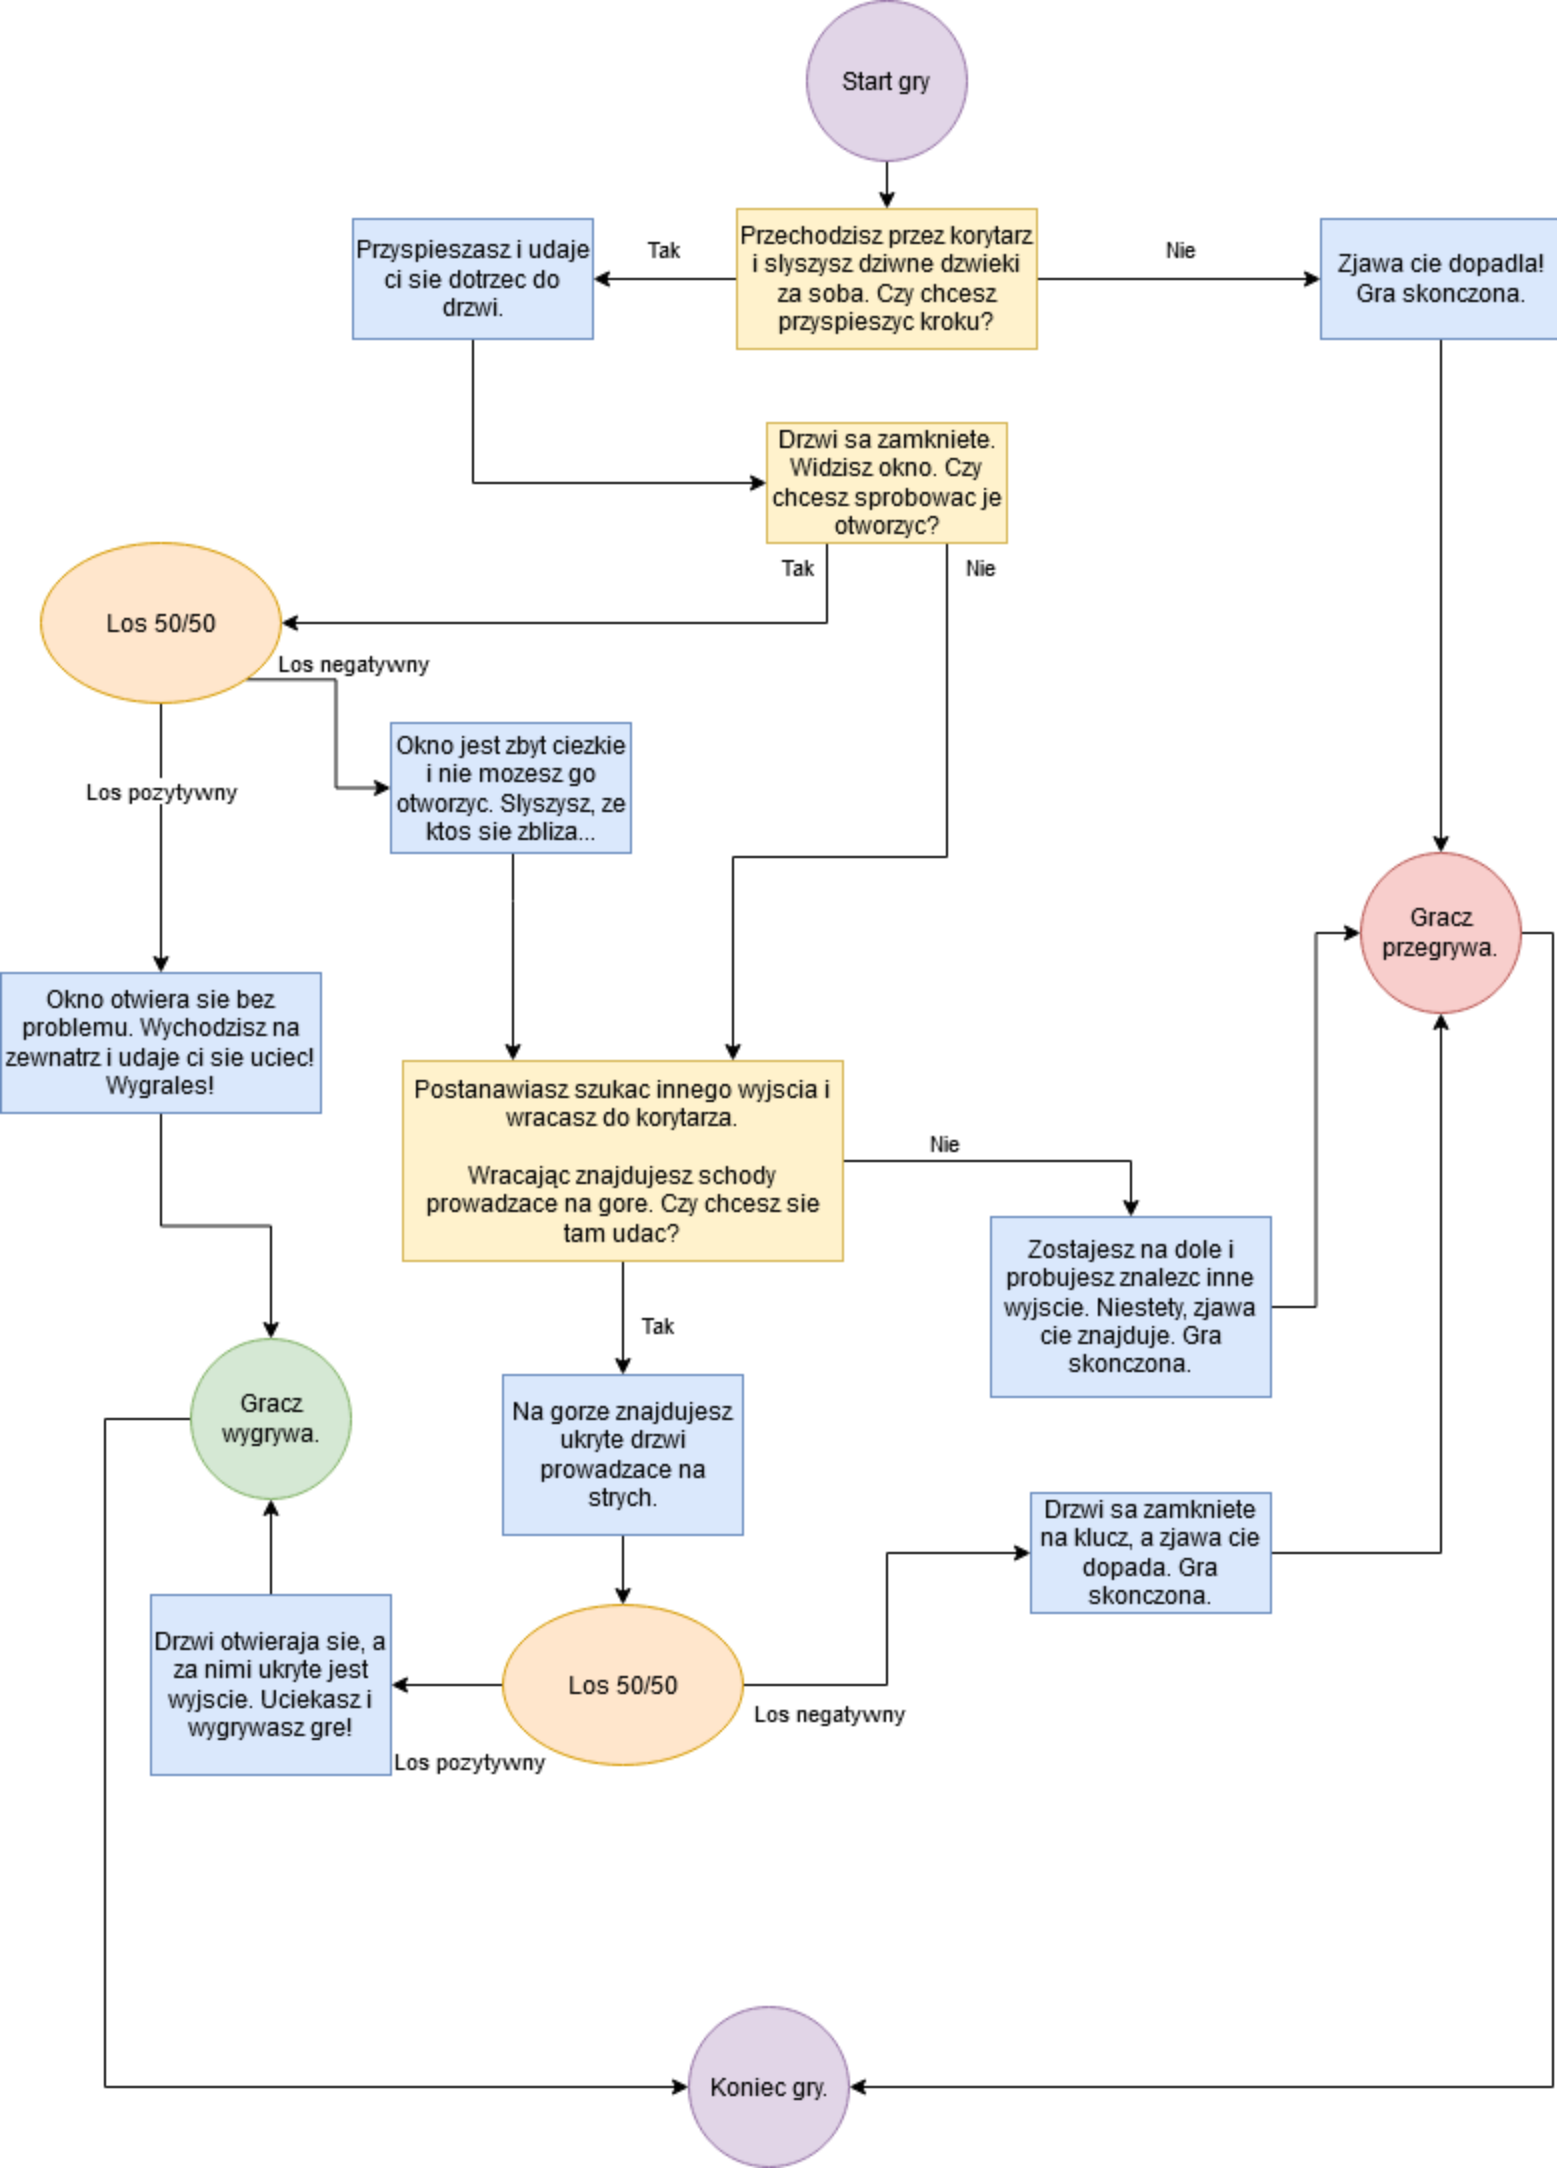 Start gry
Przyspieszasz i udaje
ci sie dotrzec do
drzwi.
Tak
Przechodzisz przez korytarz
i slyszysz dziwne dzwieki
za soba. Czy chcesz
przyspieszyc kroku?
Nie
Zjawa cie dopadla!
Gra skonczona.
Drzwi sa zamkniete.
Widzisz okno. Czy
chcesz sprobowac je
otworzyc?
Tak
Nie
Los 50/50
Los negatywny
Okno jest zbyt ciezkie
i nie mozesz go
otworzyc. Slyszysz, ze
ktos sie zbliza...
Los pozytywny
Gracz
przegrywa.
Okno otwiera sie bez
problemu. Wychodzisz na
zewnatrz i udaje ci sie uciec!
Wygrales!
Postanawiasz szukac innego wyjscia i
wracasz do korytarza.
Wracając znajdujesz schody
prowadzace na gore. Czy chcesz sie
tam udac?
Nie
Zostajesz na dole i
probujesz znalezc inne
wyjscie. Niestety, zjawa
cie znajduje. Gra
skonczona.
Tak
Gracz
wygrywa.
Na gorze znajdujesz
ukryte drzwi
prowadzace na
strych.
Drzwi sa zamkniete
na klucz, a zjawa cie
dopada. Gra
skonczona.
Drzwi otwieraja sie, a
za nimi ukryte jest
wyjscie. Uciekasz i
wygrywasz gre!
Los 50/50
Los negatywny
Los pozytywny
Koniec gry.